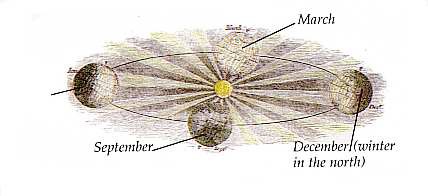 March
September
December (winter
in the north)